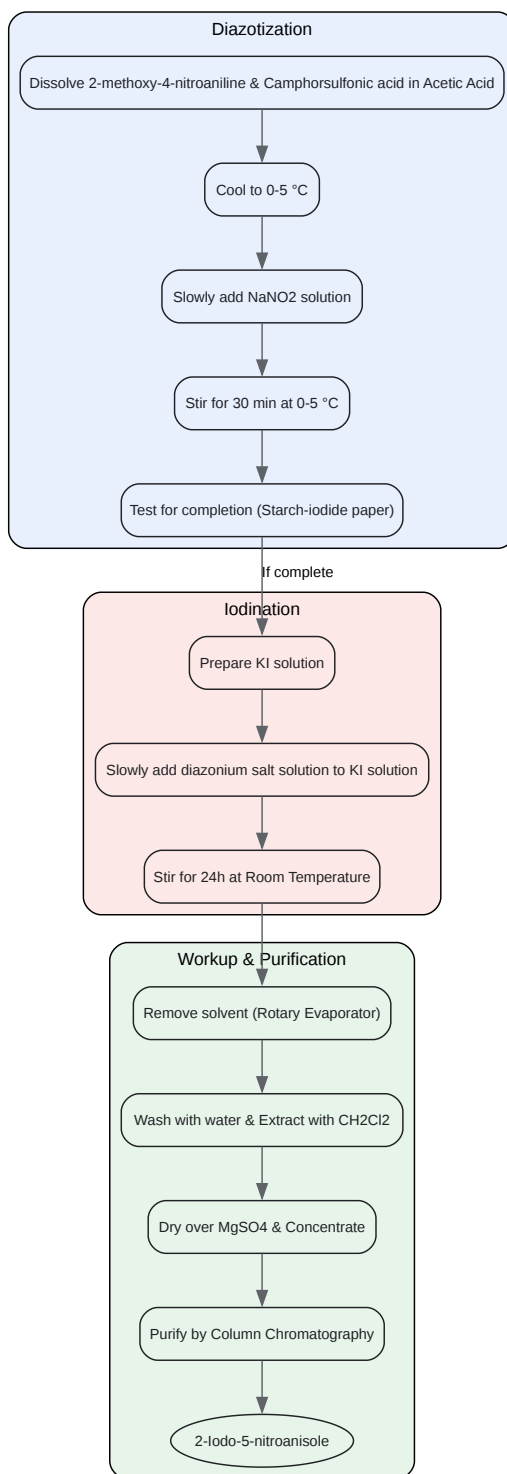 Diazotization
Dissolve 2-methoxy-4-nitroaniline & Camphorsulfonic acid in Acetic Acid
Cool to 0-5 °C
Slowly add NaNO2 solution
Stir for 30 min at 0-5 °C
Test for completion (Starch-iodide paper)
If complete
Iodination
Prepare KI solution
Slowly add diazonium salt solution to KI solution
Stir for 24h at Room Temperature
Workup & Purification
Remove solvent (Rotary Evaporator)
Wash with water & Extract with CH2Cl2
Dry over MgSO4 & Concentrate
Purify by Column Chromatography
2-Iodo-5-nitroanisole